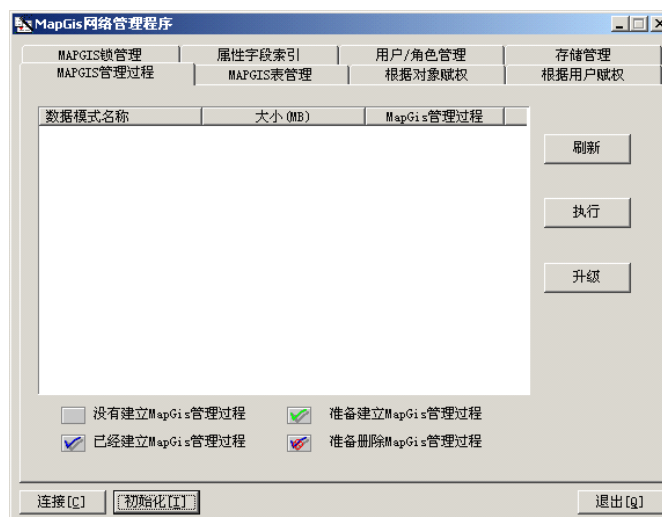 MapGis网络管理程序
MAPGIS锁管理 属性字段索引 用户/角色管理 存储管理
MAPGIS管理过程 MAPGIS表管理 根据对象赋权 根据用户赋权
数据模式名称 大小(MB) MapGis管理过程
刷新
执行
升级
没有建立MapGis管理过程 准备建立MapGis管理过程
已经建立MapGis管理过程 准备删除MapGis管理过程
连接[C] 初始化[I] 退出[Q]